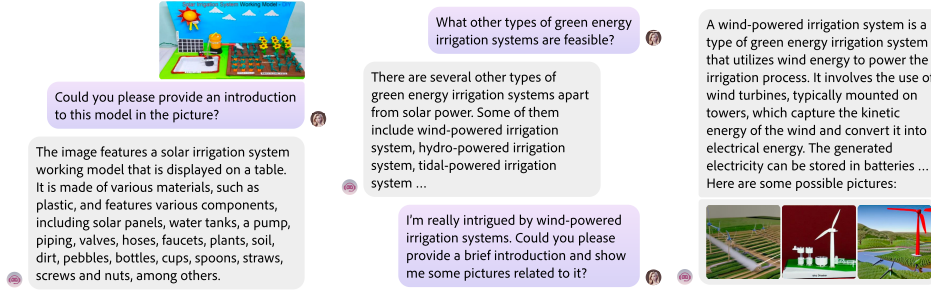 Solar Irrigation System Working Model - DIY
Could you please provide an introduction
to this model in the picture?
The image features a solar irrigation system
working model that is displayed on a table.
It is made of various materials, such as
plastic, and features various components,
including solar panels, water tanks, a pump,
piping, valves, hoses, faucets, plants, soil,
dirt, pebbles, bottles, cups, spoons, straws,
screws and nuts, among others.
What other types of green energy
irrigation systems are feasible?
There are several other types of
green energy irrigation systems apart
from solar power. Some of them
include wind-powered irrigation
system, hydro-powered irrigation
system, tidal-powered irrigation
system ...
I'm really intrigued by wind-powered
irrigation systems. Could you please
provide a brief introduction and show
me some pictures related to it?
A wind-powered irrigation system is a
type of green energy irrigation system
that utilizes wind energy to power the
irrigation process. It involves the use of
wind turbines, typically mounted on
towers, which capture the kinetic
energy of the wind and convert it into
electrical energy. The generated
electricity can be stored in batteries ...
Here are some possible pictures: